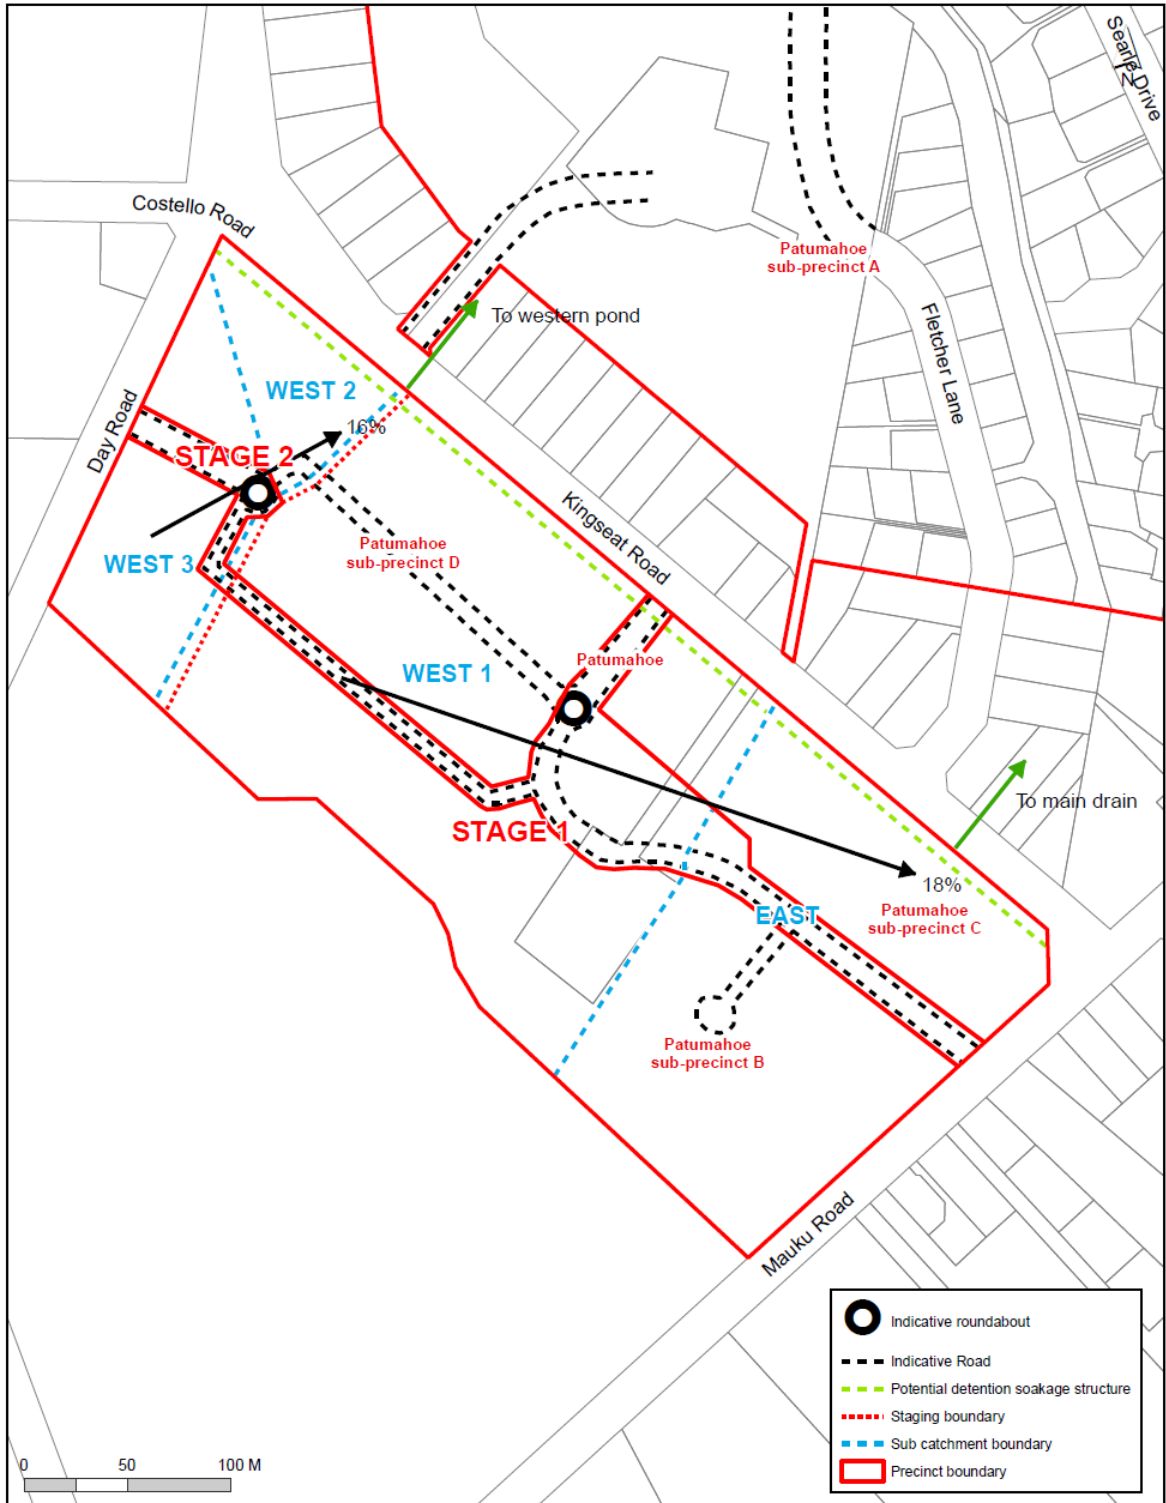 Searle Drive
Costello Road
Patumahoe
sub-precinct A
To western pond
Fletcher Lane
WEST 2
16%
Day Road
STAGE 2
Kingseat Road
Patumahoe
sub-precinct D
WEST 3
Patumahoe
WEST 1
To main drain
STAGE 1
18%
Patumahoe
sub-precinct C
EAST
Patumahoe
sub-precinct B
Mauku Road
Indicative roundabout
Indicative Road
Potential detention soakage structure
Staging boundary
Sub catchment boundary
Precinct boundary
0 50 100 M